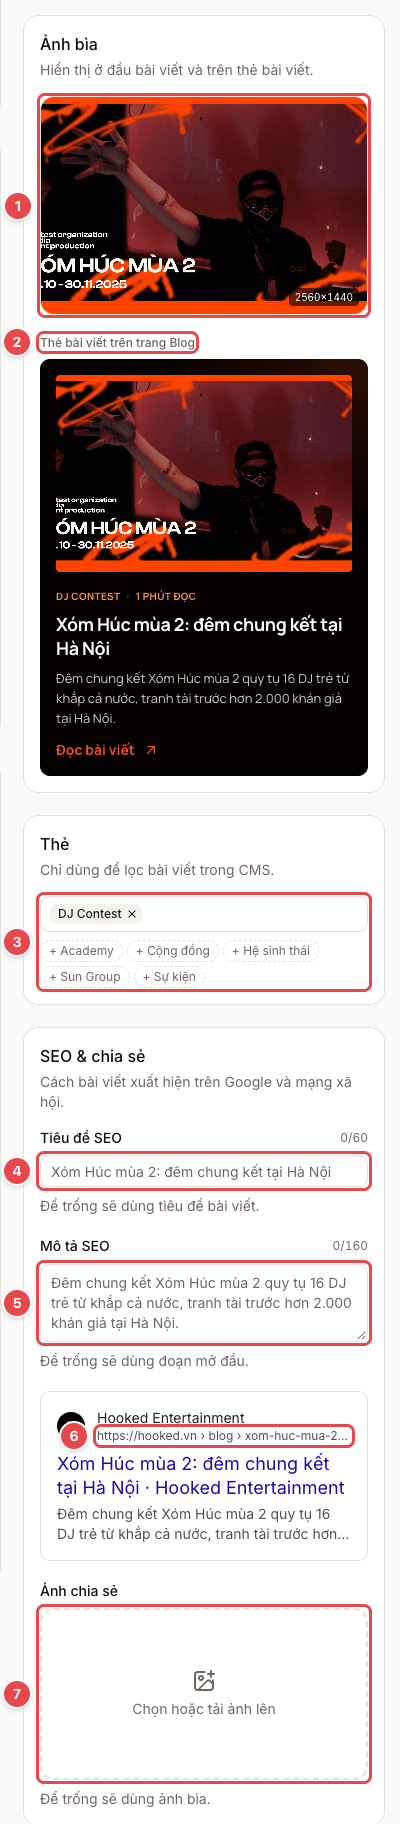 Ảnh bìa
Hiển thị ở đầu bài viết và trên thẻ bài viết.
1
test organization
nt production
ÓM HÚC MÙA 2
.10 - 30.11.2025
2560×1440
2
Thẻ bài viết trên trang Blog
test organization
nt production
ÓM HÚC MÙA 2
.10 - 30.11.2025
DJ CONTEST · 1 PHÚT ĐỌC
Xóm Húc mùa 2: đêm chung kết tại
Hà Nội
Đêm chung kết Xóm Húc mùa 2 quy tụ 16 DJ trẻ từ
khắp cả nước, tranh tài trước hơn 2.000 khán giả
tại Hà Nội.
Đọc bài viết
Thẻ
Chỉ dùng để lọc bài viết trong CMS.
3
DJ Contest ×
+ Academy + Cộng đồng + Hệ sinh thái
+ Sun Group + Sự kiện
SEO & chia sẻ
Cách bài viết xuất hiện trên Google và mạng xã
hội.
Tiêu đề SEO 0/60
4
Xóm Húc mùa 2: đêm chung kết tại Hà Nội
Để trống sẽ dùng tiêu đề bài viết.
Mô tả SEO 0/160
5
Đêm chung kết Xóm Húc mùa 2 quy tụ 16 DJ
trẻ từ khắp cả nước, tranh tài trước hơn 2.000
khán giả tại Hà Nội.
Để trống sẽ dùng đoạn mở đầu.
Hooked Entertainment
6
https://hooked.vn › blog › xom-huc-mua-2...
Xóm Húc mùa 2: đêm chung kết
tại Hà Nội · Hooked Entertainment
Đêm chung kết Xóm Húc mùa 2 quy tụ 16
DJ trẻ từ khắp cả nước, tranh tài trước hơn...
Ảnh chia sẻ
7
Chọn hoặc tải ảnh lên
Để trống sẽ dùng ảnh bìa.